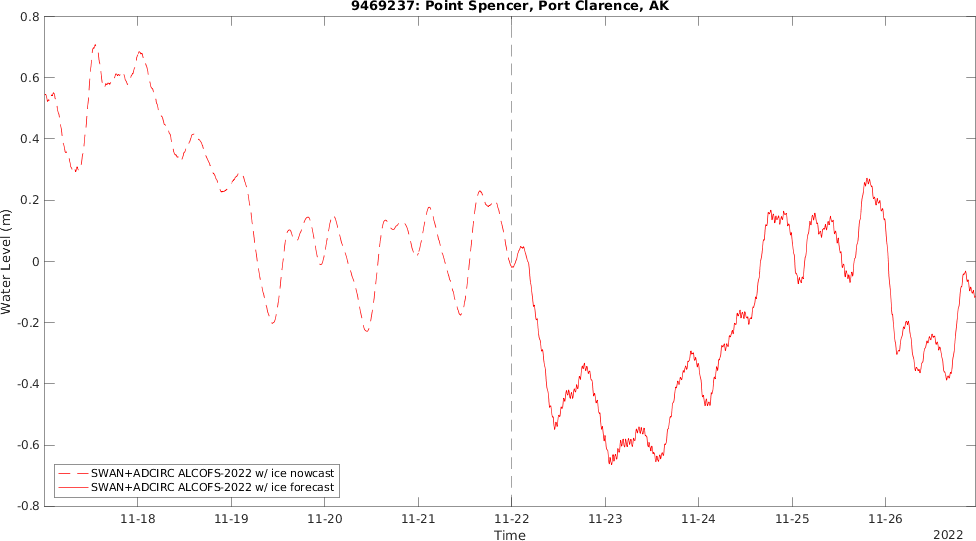 9469237: Point Spencer, Port Clarence, AK
0.8
0.6
0.4
0.2
0
-0.2
-0.4
-0.6
-0.8
Water Level (m)
SWAN+ADCIRC ALCOFS-2022 w/ ice nowcast
SWAN+ADCIRC ALCOFS-2022 w/ ice forecast
11-18 11-19 11-20 11-21 11-22 11-23 11-24 11-25 11-26
Time
2022